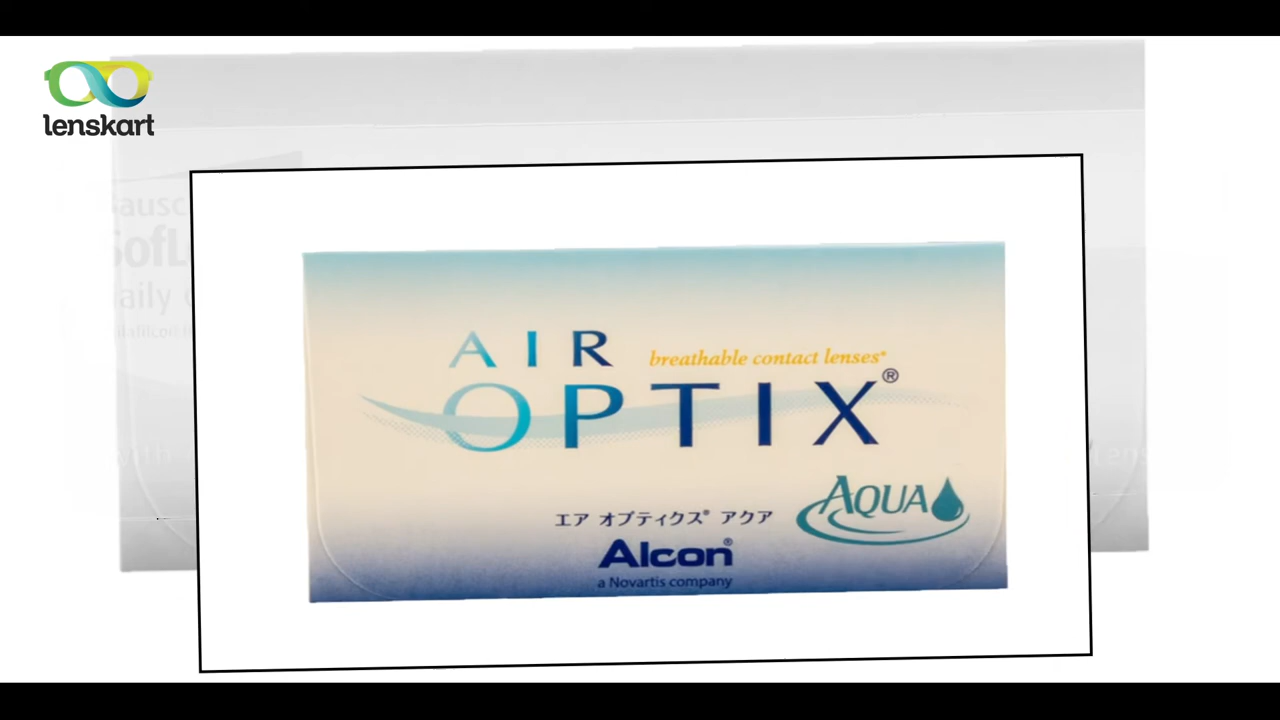 lenskart
AIR
breathable contact lenses*
OPTIX®
AQUA
エア オプティクス® アクア
Alcon®
a Novartis company
daily